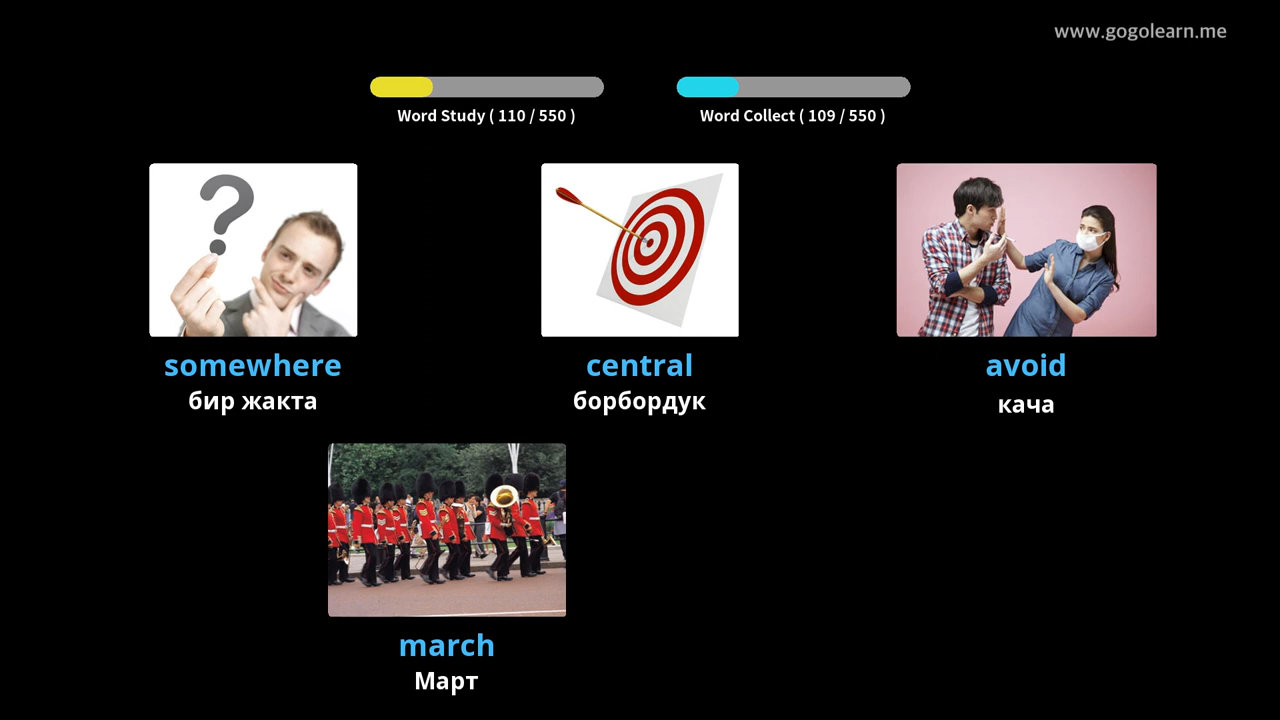 www.gogolearn.me
Word Study ( 110 / 550 )
Word Collect ( 109 / 550 )
somewhere
бир жакта
central
борбордук
avoid
кача
march
Март